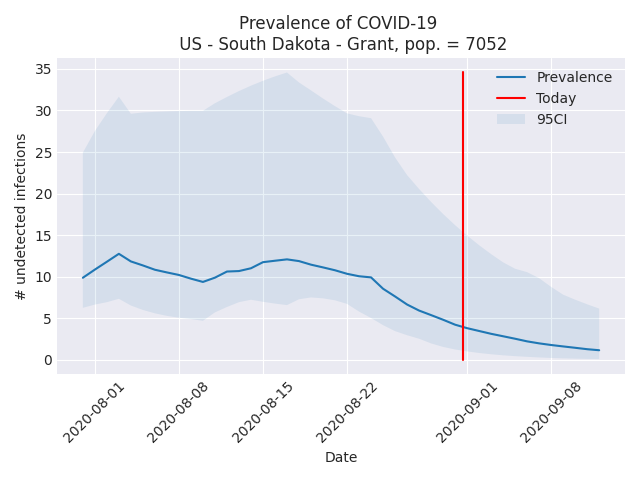 Prevalence of COVID-19
US - South Dakota - Grant, pop. = 7052
Prevalence
Today
95CI
# undetected infections
35
30
25
20
15
10
5
0
2020-08-01
2020-08-08
2020-08-15
2020-08-22
2020-09-01
2020-09-08
Date